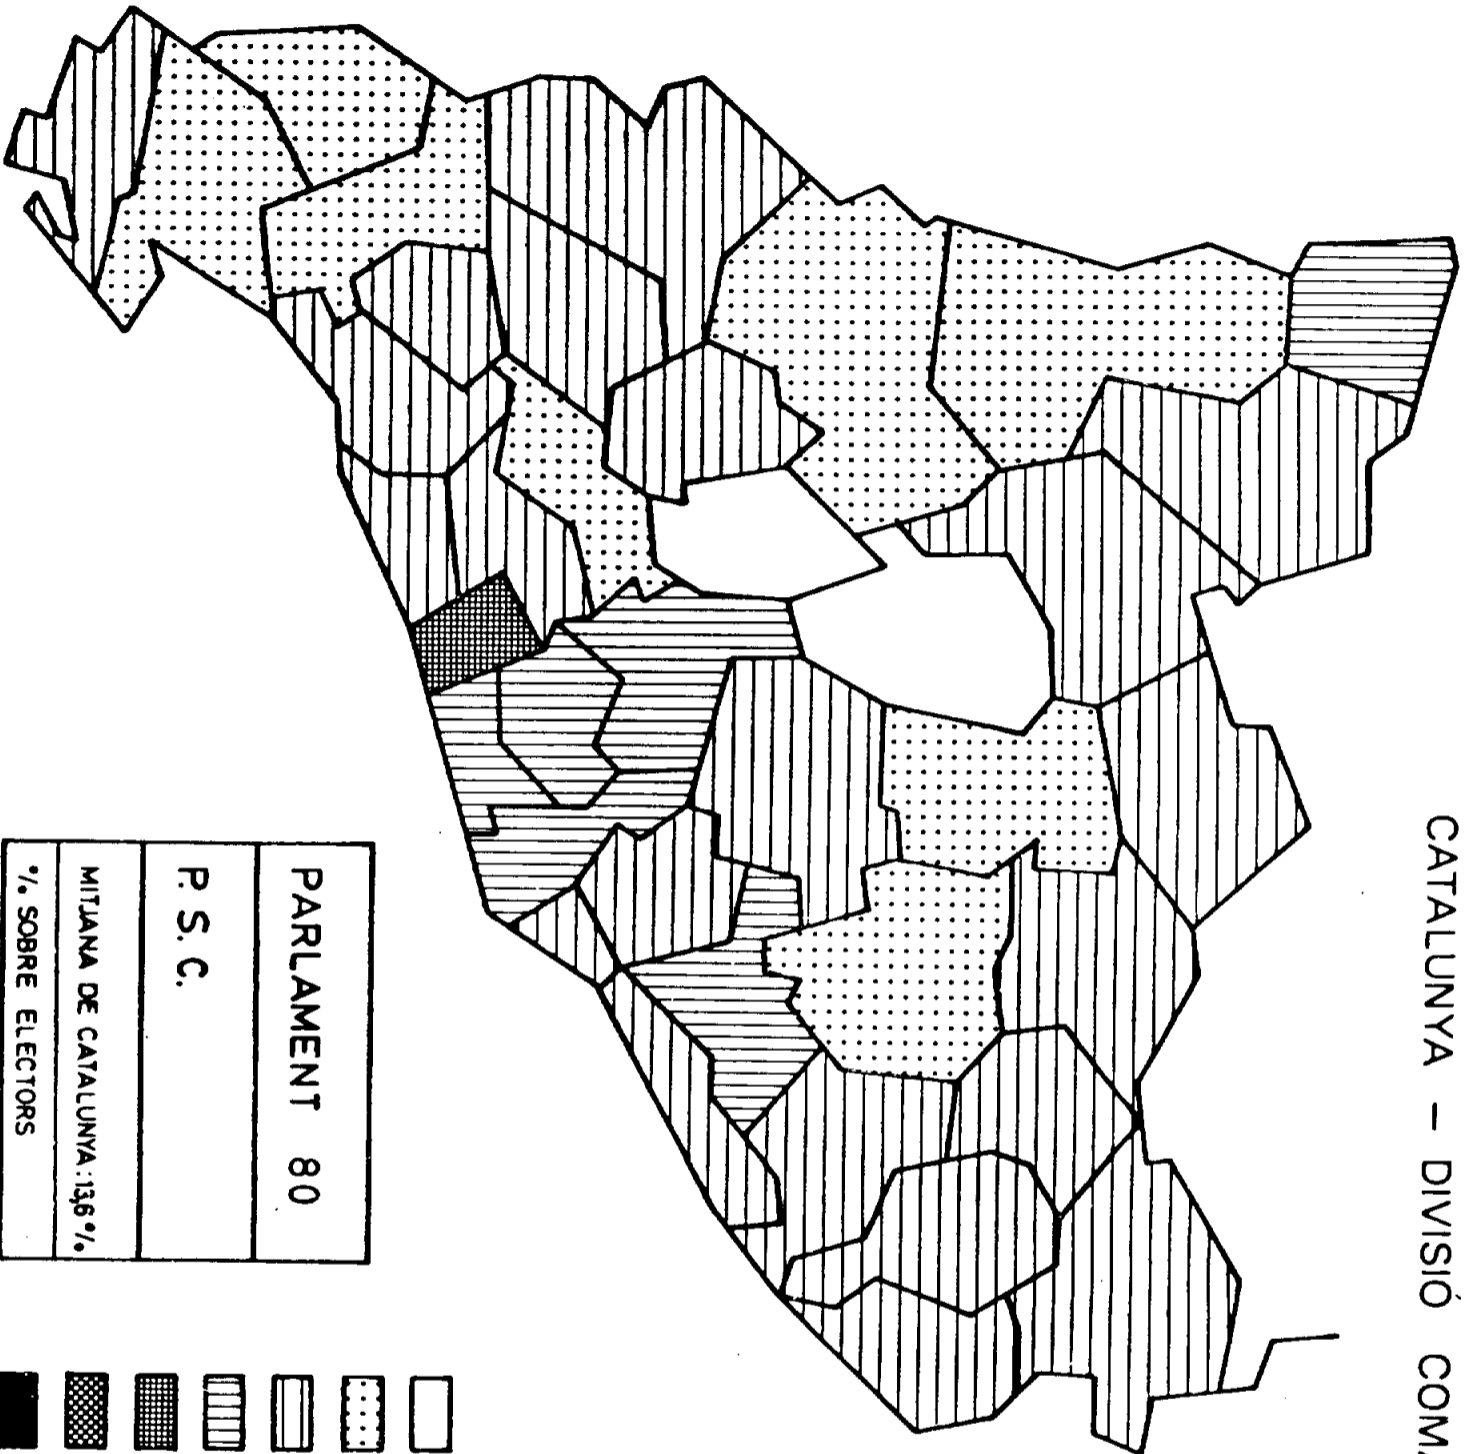 CATALUNYA – DIVISIÓ COM.
PARLAMENT 80
P.S.C.
MITJANA DE CATALUNYA: 13,6 %
% SOBRE ELECTORS